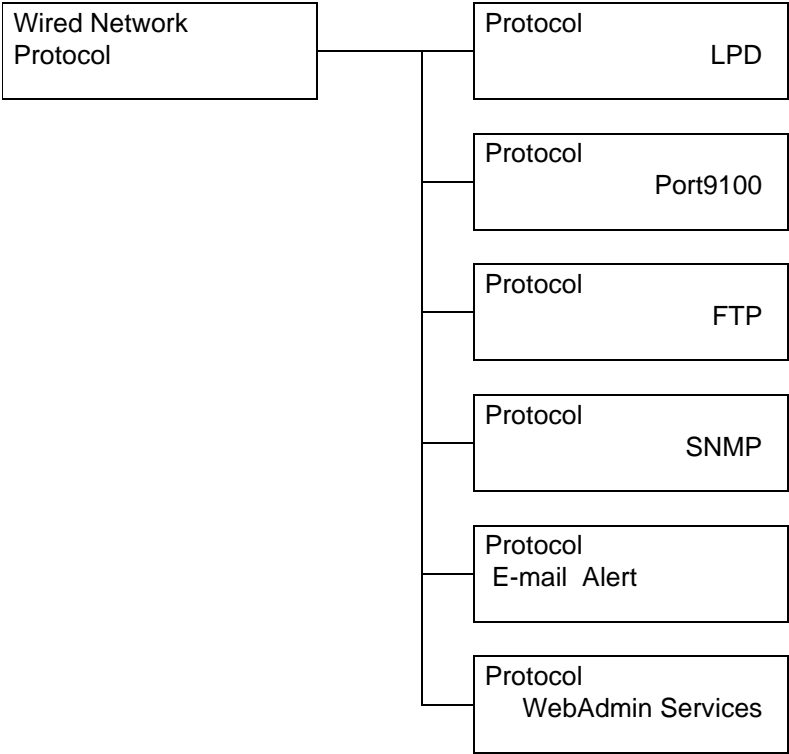 Wired Network
Protocol
Protocol
LPD
Protocol
Port9100
Protocol
FTP
Protocol
SNMP
Protocol
E-mail Alert
Protocol
WebAdmin Services